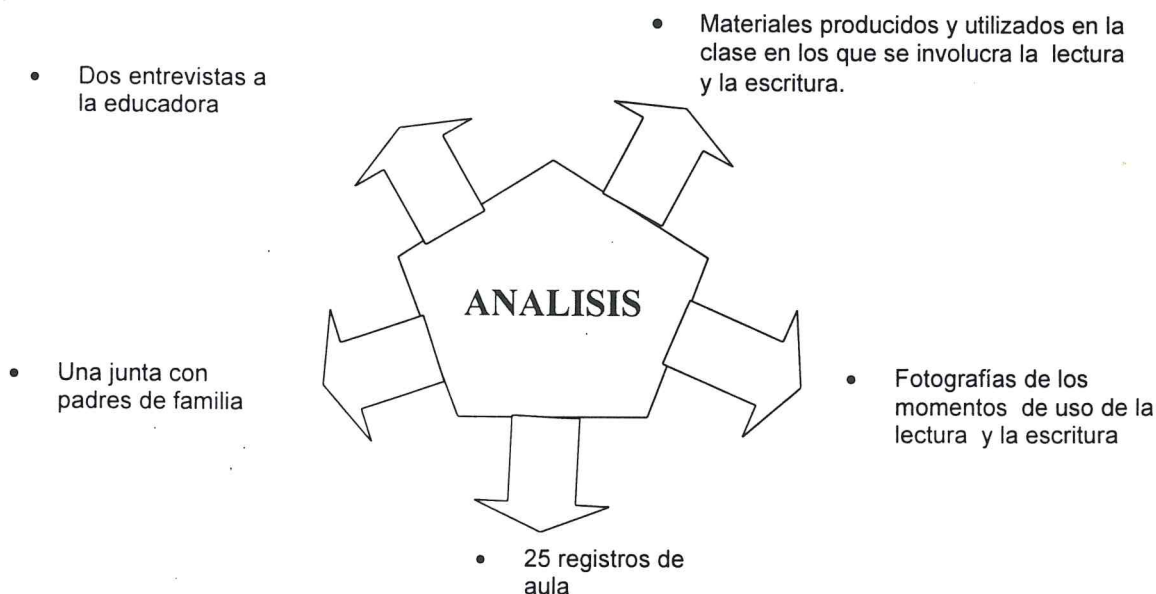 • Materiales producidos y utilizados en la
clase en los que se involucra la lectura
y la escritura.
• Dos entrevistas a
la educadora
ANALISIS
• Una junta con
padres de familia
• Fotografías de los
momentos de uso de la
lectura y la escritura
• 25 registros de
aula